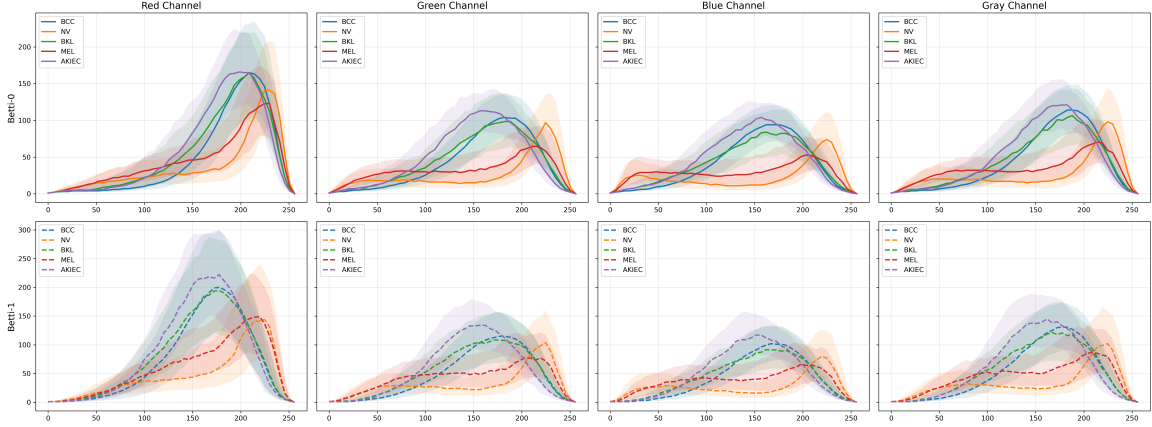 Red Channel
Green Channel
Blue Channel
Gray Channel
Betti-0
200
150
100
50
0
BCC
NV
BKL
MEL
AKIEC
0 50 100 150 200 250
BCC
NV
BKL
MEL
AKIEC
0 50 100 150 200 250
BCC
NV
BKL
MEL
AKIEC
0 50 100 150 200 250
BCC
NV
BKL
MEL
AKIEC
0 50 100 150 200 250
Betti-1
300
250
200
150
100
50
0
BCC
NV
BKL
MEL
AKIEC
0 50 100 150 200 250
BCC
NV
BKL
MEL
AKIEC
0 50 100 150 200 250
BCC
NV
BKL
MEL
AKIEC
0 50 100 150 200 250
BCC
NV
BKL
MEL
AKIEC
0 50 100 150 200 250